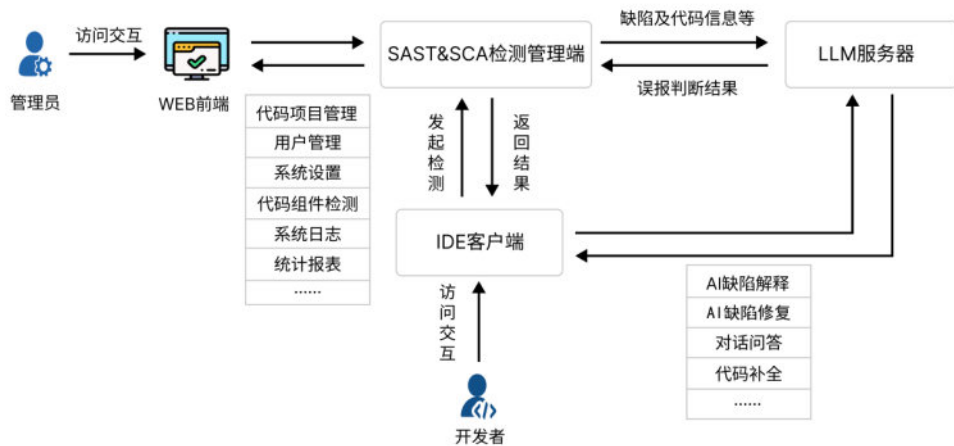 访问交互
管理员
WEB前端
SAST&SCA检测管理端
缺陷及代码信息等
误报判断结果
LLM服务器
代码项目管理
用户管理
系统设置
代码组件检测
系统日志
统计报表
......
发起检测
返回结果
IDE客户端
访问交互
开发者
AI缺陷解释
AI缺陷修复
对话问答
代码补全
......